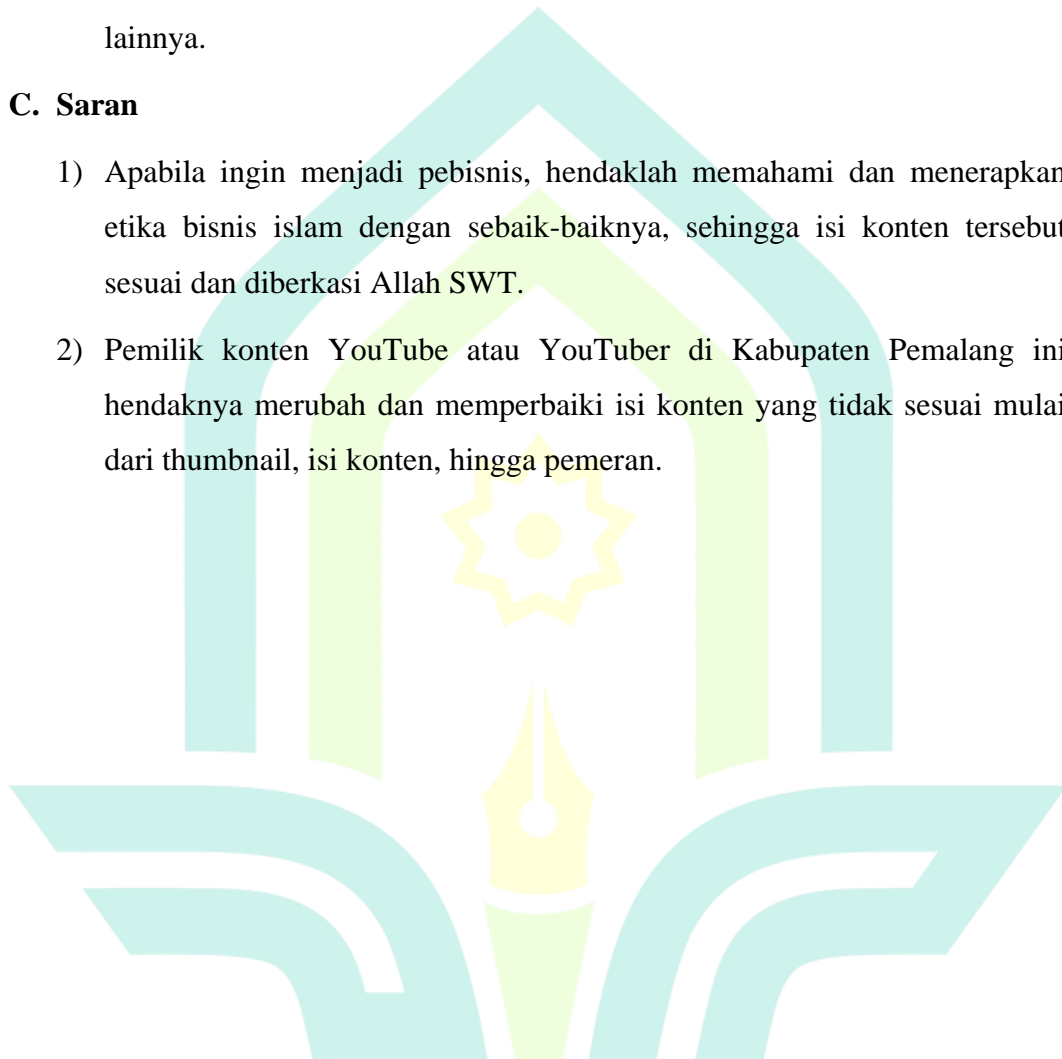 lainnya.
C. Saran
1) Apabila ingin menjadi pebisnis, hendaklah memahami dan menerapkan
etika bisnis islam dengan sebaik-baiknya, sehingga isi konten tersebut
sesuai dan diberkasi Allah SWT.
2) Pemilik konten YouTube atau YouTuber di Kabupaten Pemalang ini
hendaknya merubah dan memperbaiki isi konten yang tidak sesuai mulai
dari thumbnail, isi konten, hingga pemeran.